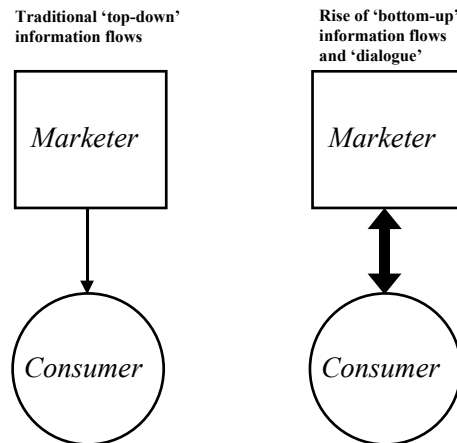 Traditional ‘top-down’
information flows
Marketer
Consumer
Rise of ‘bottom-up’
information flows
and ‘dialogue’
Marketer
Consumer